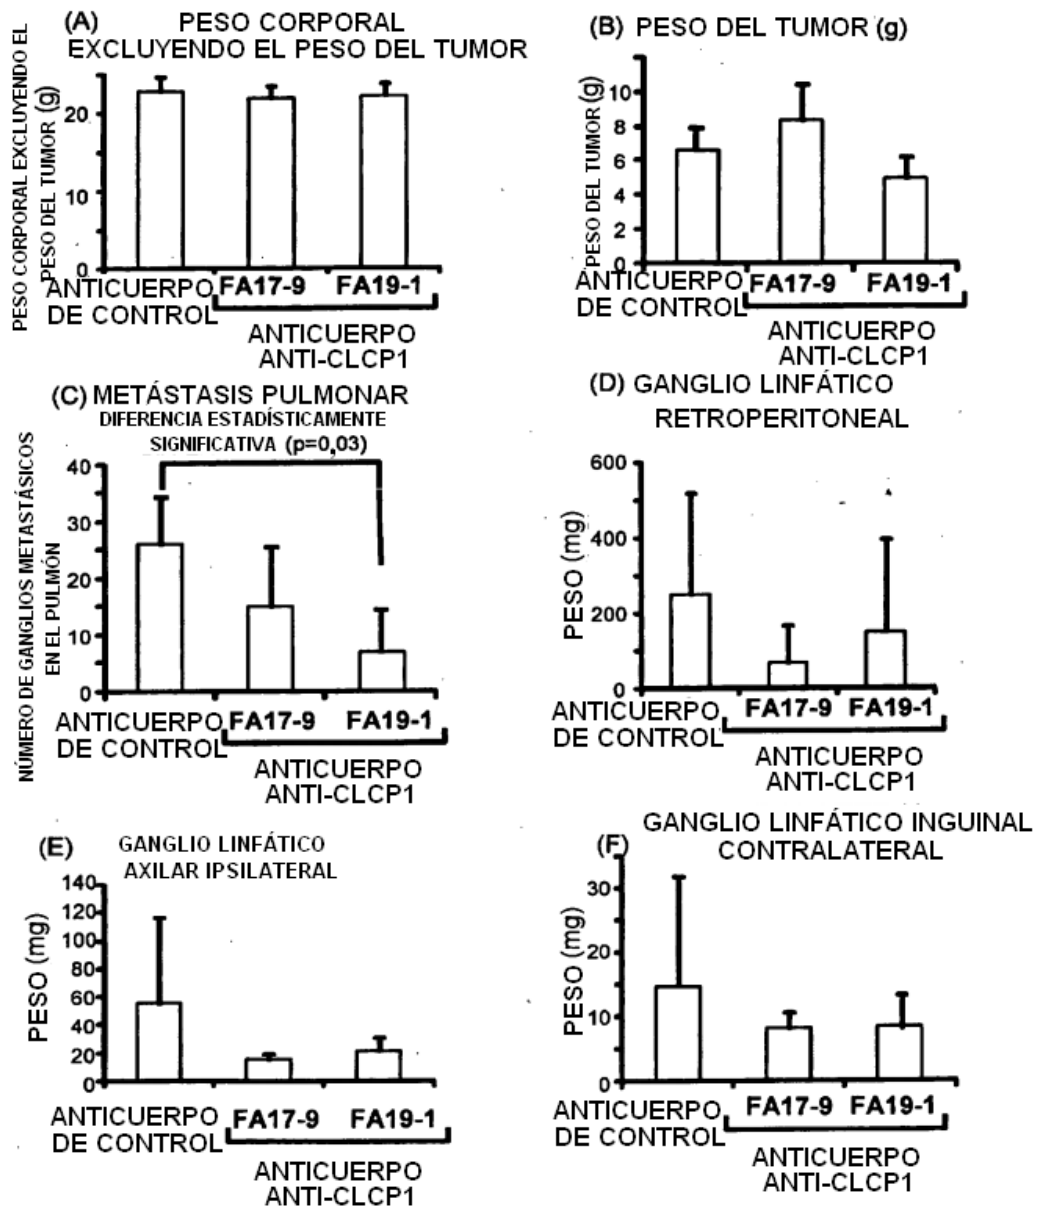 (A) PESO CORPORAL
EXCLUYENDO EL PESO DEL TUMOR
PESO CORPORAL EXCLUYENDO EL
PESO DEL TUMOR (g)
20
10
0
ANTICUERPO
DE CONTROL
FA17-9
FA19-1
ANTICUERPO
ANTI-CLCP1
(B) PESO DEL TUMOR (g)
PESO DEL TUMOR (g)
10
8
6
4
2
0
ANTICUERPO
DE CONTROL
FA17-9
FA19-1
ANTICUERPO
ANTI-CLCP1
(C) METÁSTASIS PULMONAR
DIFERENCIA ESTADÍSTICAMENTE
SIGNIFICATIVA (p=0,03)
NÚMERO DE GANGLIOS METASTÁSICOS
EN EL PULMÓN
40
30
20
10
0
ANTICUERPO
DE CONTROL
FA17-9
FA19-1
ANTICUERPO
ANTI-CLCP1
(D) GANGLIO LINFÁTICO
RETROPERITONEAL
PESO (mg)
600
400
200
0
ANTICUERPO
DE CONTROL
FA17-9
FA19-1
ANTICUERPO
ANTI-CLCP1
(E) GANGLIO LINFÁTICO
AXILAR IPSILATERAL
PESO (mg)
140
120
100
80
60
40
20
0
ANTICUERPO
DE CONTROL
FA17-9
FA19-1
ANTICUERPO
ANTI-CLCP1
GANGLIO LINFÁTICO INGUINAL
(F) CONTRALATERAL
PESO (mg)
30
20
10
0
ANTICUERPO
DE CONTROL
FA17-9
FA19-1
ANTICUERPO
ANTI-CLCP1